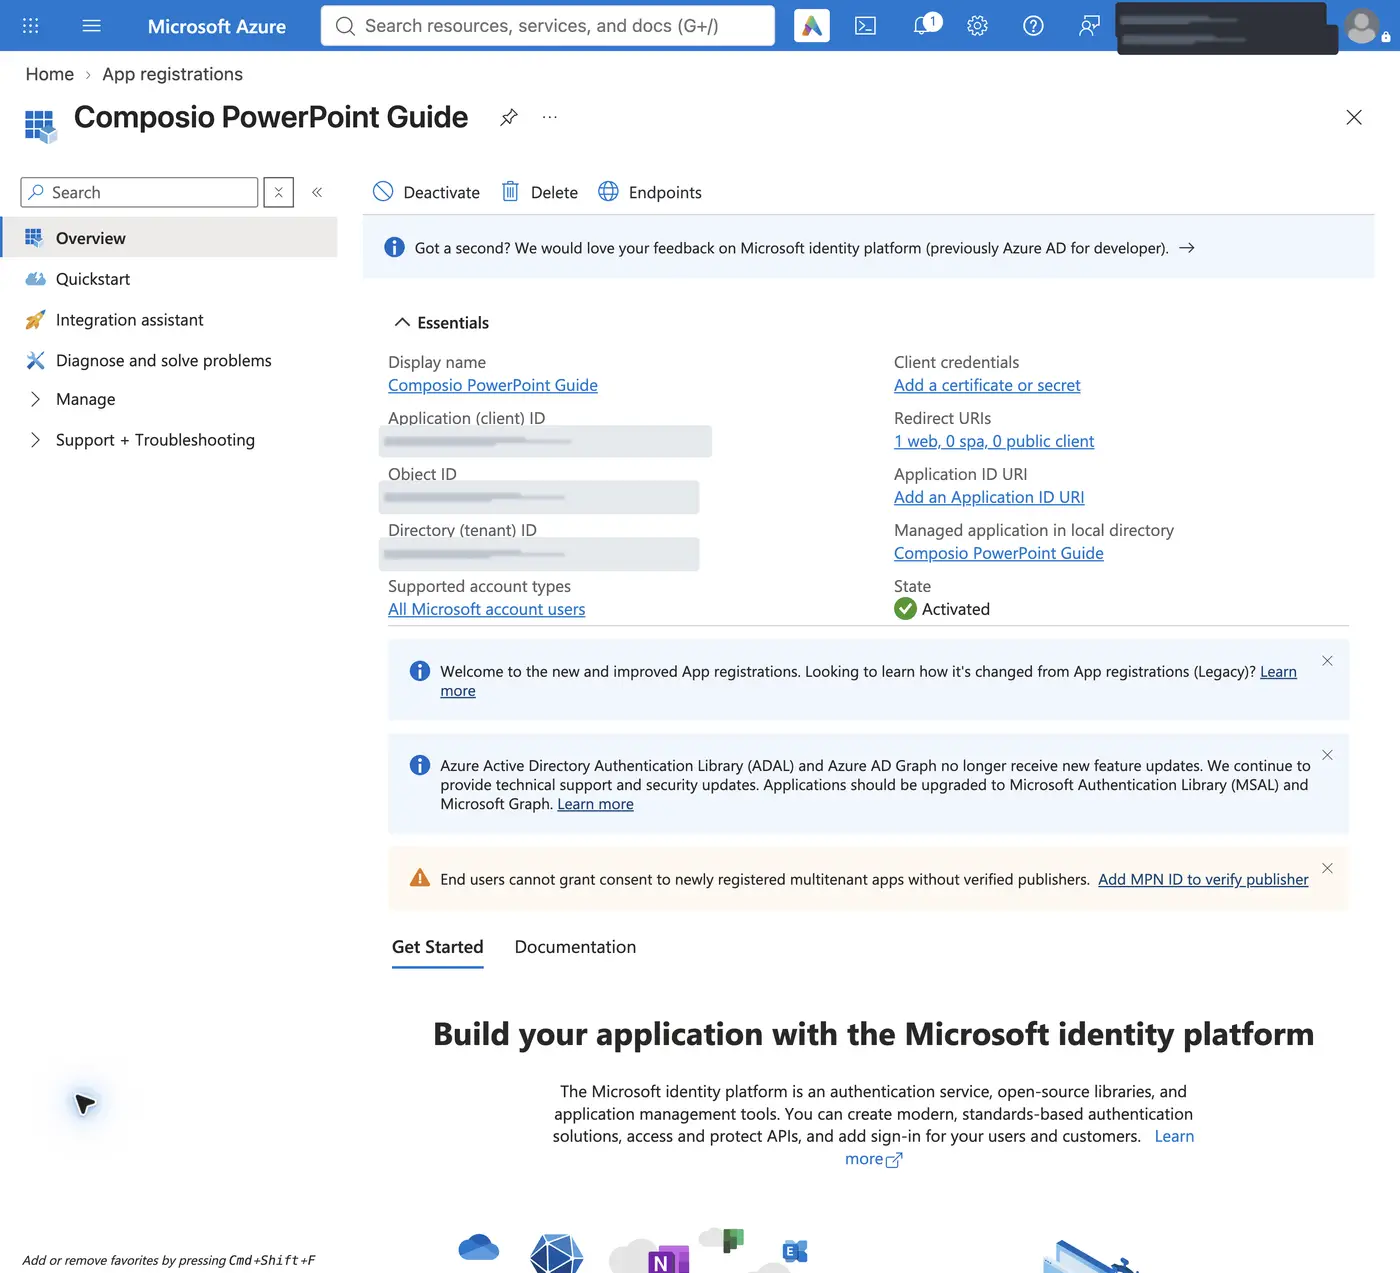 Microsoft Azure
Search resources, services, and docs (G+/)
1
Home › App registrations
Composio PowerPoint Guide
...
Search
«
Deactivate
Delete
Endpoints
Overview
Quickstart
Integration assistant
Diagnose and solve problems
Manage
Support + Troubleshooting
Got a second? We would love your feedback on Microsoft identity platform (previously Azure AD for developer). →
Essentials
Display name
Composio PowerPoint Guide
Application (client) ID
Object ID
Directory (tenant) ID
Supported account types
All Microsoft account users
Client credentials
Add a certificate or secret
Redirect URIs
1 web, 0 spa, 0 public client
Application ID URI
Add an Application ID URI
Managed application in local directory
Composio PowerPoint Guide
State
Activated
Welcome to the new and improved App registrations. Looking to learn how it's changed from App registrations (Legacy)? Learn
more
Azure Active Directory Authentication Library (ADAL) and Azure AD Graph no longer receive new feature updates. We continue to
provide technical support and security updates. Applications should be upgraded to Microsoft Authentication Library (MSAL) and
Microsoft Graph. Learn more
End users cannot grant consent to newly registered multitenant apps without verified publishers. Add MPN ID to verify publisher
Get Started
Documentation
Build your application with the Microsoft identity platform
The Microsoft identity platform is an authentication service, open-source libraries, and
application management tools. You can create modern, standards-based authentication
solutions, access and protect APIs, and add sign-in for your users and customers. Learn
more
N
E
Add or remove favorites by pressing Cmd+Shift+F